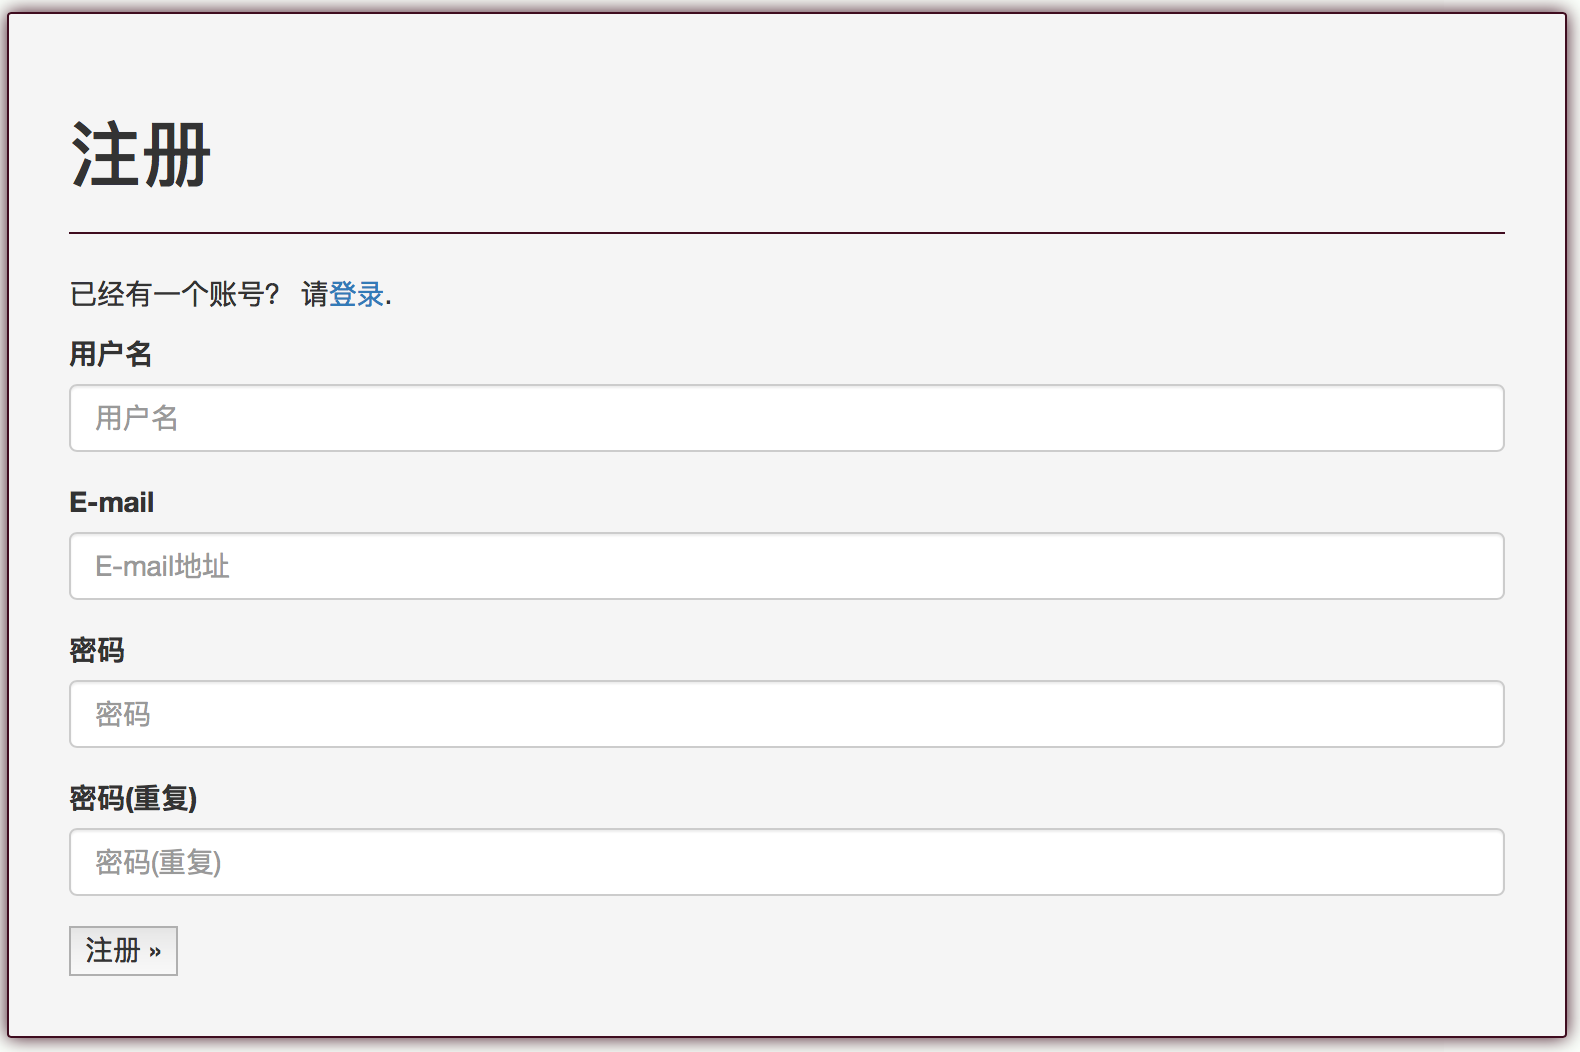 注册
已经有一个账号？ 请登录.
用户名
用户名
E-mail
E-mail地址
密码
密码
密码(重复)
密码(重复)
注册 »